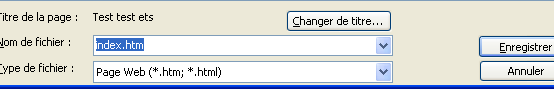 Titre de la page : Test test ets Changer de titre...
Nom de fichier : index.htm Enregistrer
Type de fichier : Page Web (*.htm; *.html) Annuler